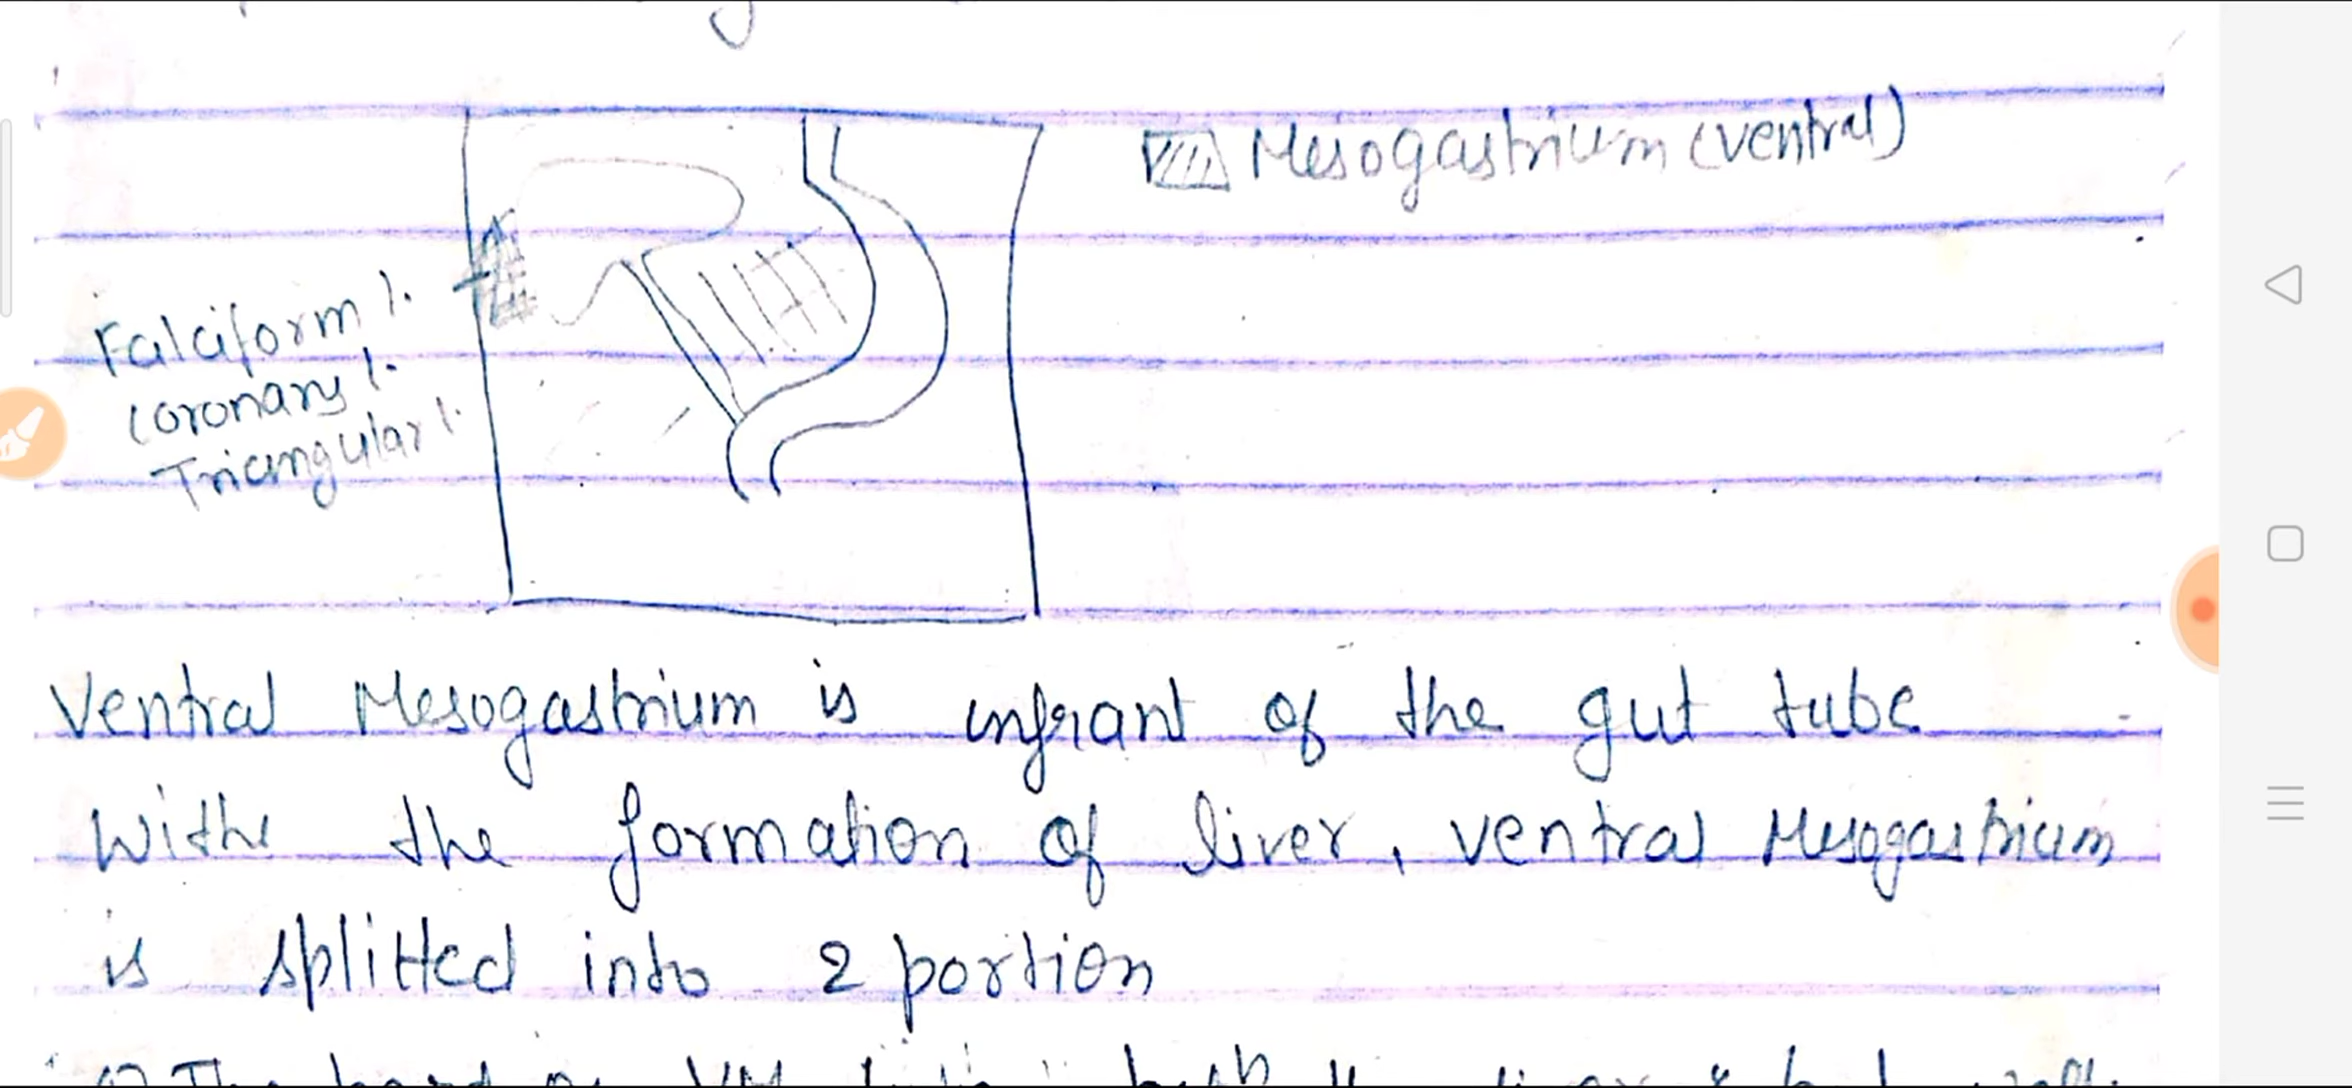 Mesogastrium (ventral)
Falciform l.
Coronary l.
Triangular l.
Ventral Mesogastrium is infrant of the gut tube
With the formation of liver, ventral Mesogastrium
is splitted into 2 portion